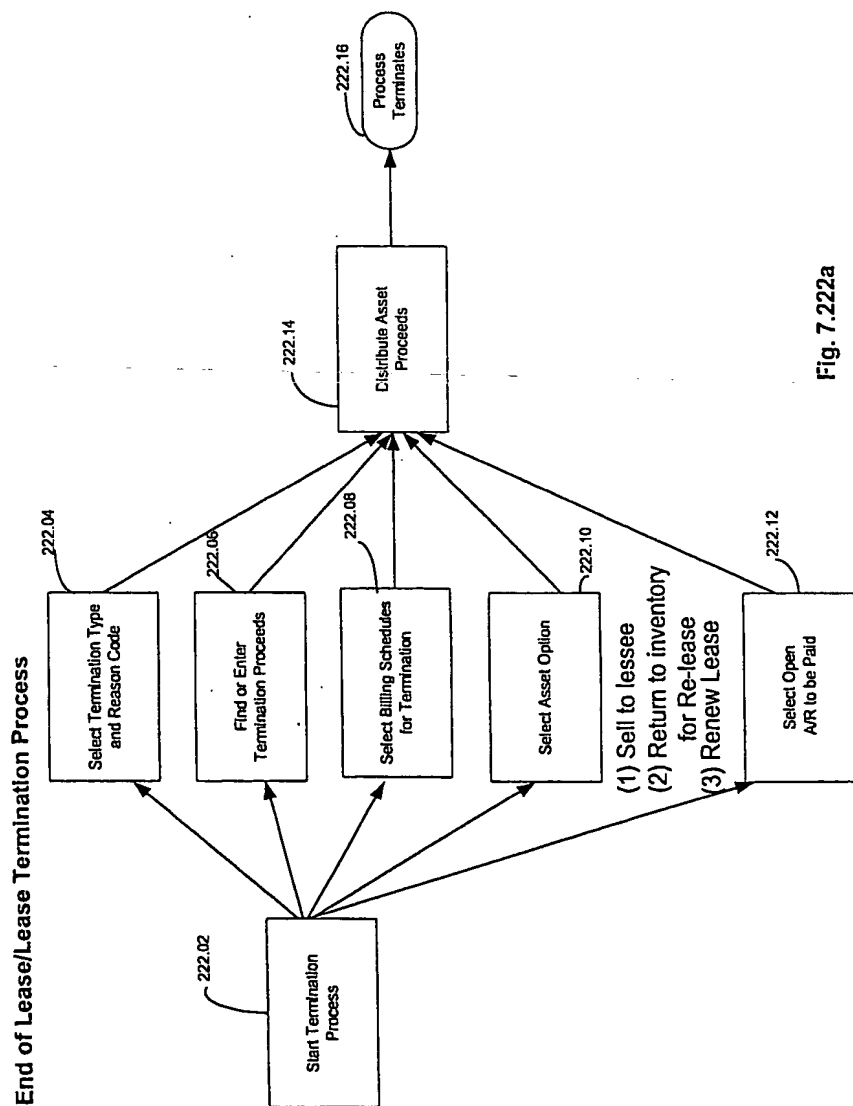 End of Lease/Lease Termination Process
222.02
Start Termination
Process
222.04
Select Termination Type
and Reason Code
222.06
Find or Enter
Termination Proceeds
222.08
Select Billing Schedules
for Termination
222.10
Select Asset Option
(1) Sell to lessee
(2) Return to inventory
for Re-lease
(3) Renew Lease
222.12
Select Open
A/R to be Paid
222.14
Distribute Asset
Proceeds
222.16
Process
Terminates
Fig. 7.222a